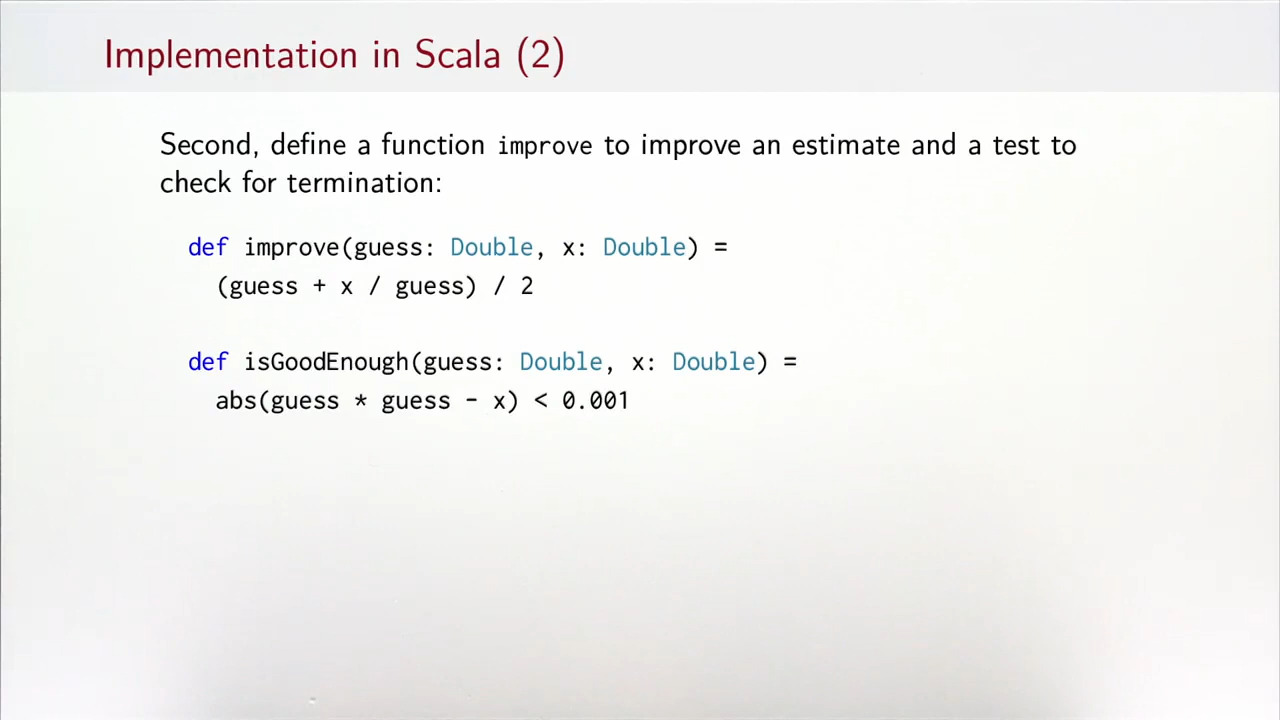 Implementation in Scala (2)
Second, define a function improve to improve an estimate and a test to
check for termination:
def improve(guess: Double, x: Double) =
(guess + x / guess) / 2
def isGoodEnough(guess: Double, x: Double) =
abs(guess * guess - x) < 0.001